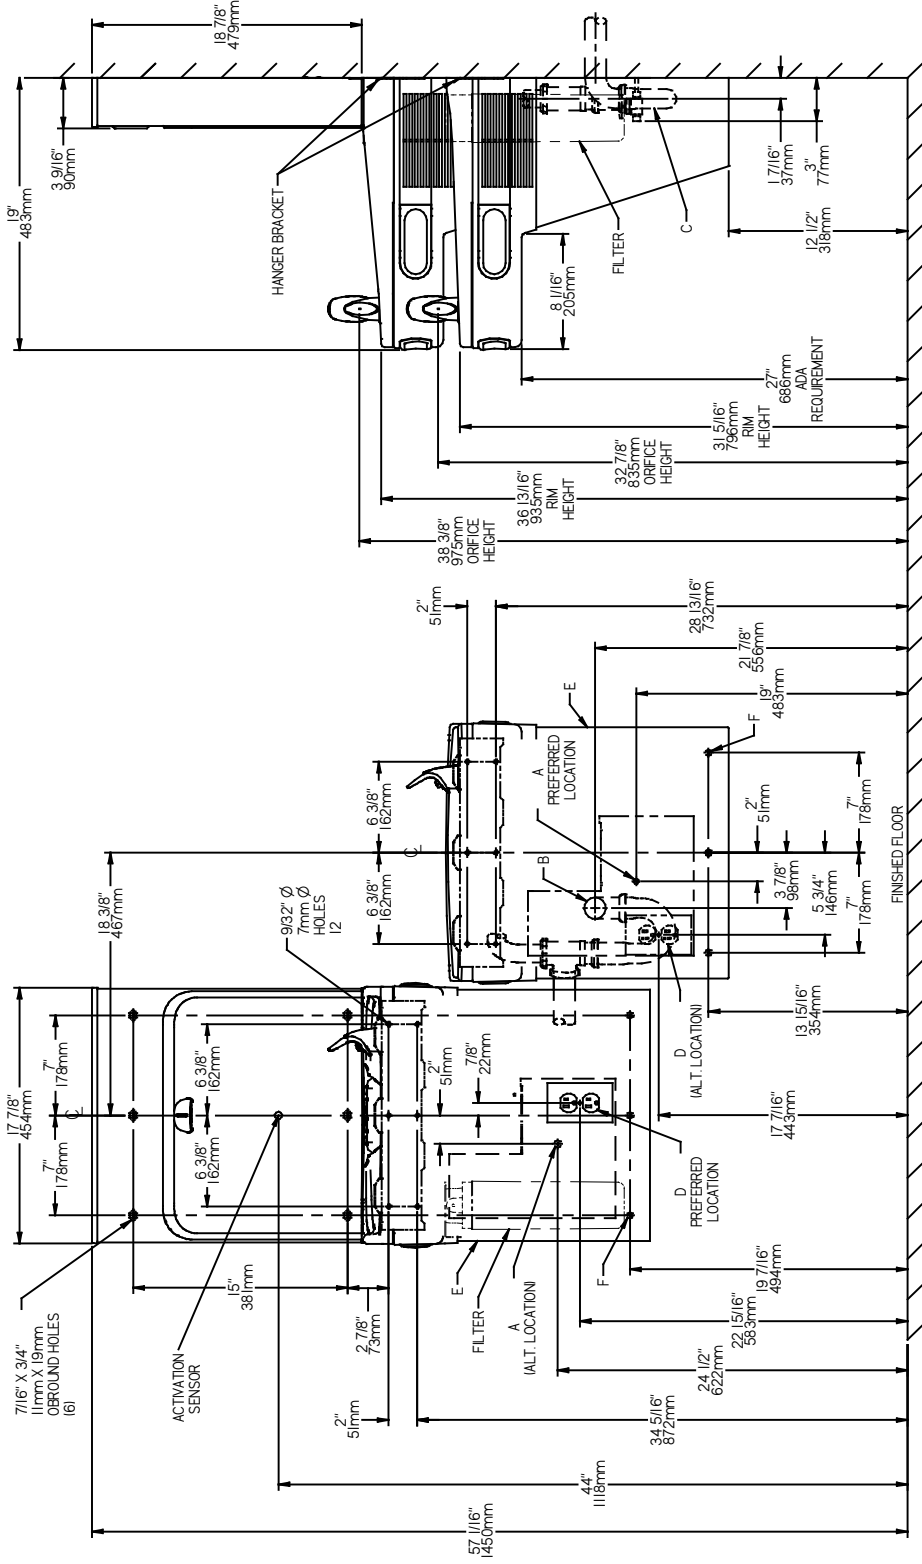 57 1/16"
1450mm
44"
1118mm
34 5/16"
872mm
24 1/2"
622mm
22 15/16"
583mm
19 7/16"
494mm
7/16" X 3/4"
11mm X 19mm
OBROUND HOLES
(6)
ACTIVATION
SENSOR
2"
51mm
15"
381mm
2 7/8"
73mm
17 7/8"
454mm
7"
178mm
7"
178mm
℄
6 3/8"
162mm
6 3/8"
162mm
18 3/8"
467mm
9/32" Ø
7mm Ø
HOLES
12
2"
51mm
7/8"
22mm
E
FILTER
A
(ALT. LOCATION)
F
D
PREFERRED
LOCATION
D
(ALT. LOCATION)
17 7/16"
443mm
13 15/16"
354mm
6 3/8"
162mm
6 3/8"
162mm
℄
B
A
PREFERRED
LOCATION
E
F
7"
178mm
7"
178mm
2"
51mm
3 7/8"
98mm
5 3/4"
146mm
FINISHED FLOOR
2"
51mm
28 13/16"
732mm
21 7/8"
556mm
19"
483mm
38 3/8"
975mm
ORIFICE
HEIGHT
36 13/16"
935mm
RIM
HEIGHT
32 7/8"
835mm
ORIFICE
HEIGHT
31 5/16"
796mm
RIM
HEIGHT
27"
686mm
ADA
REQUIREMENT
19"
483mm
3 9/16"
90mm
18 7/8"
479mm
HANGER BRACKET
8 1/16"
205mm
FILTER
C
12 1/2"
318mm
1 7/16"
37mm
3"
77mm